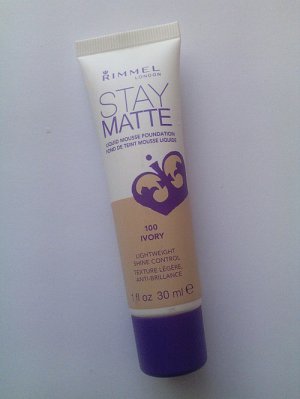 RIMMEL
LONDON
STAY
MATTE
LIQUID MOUSSE FOUNDATION
FOND DE TEINT MOUSSE LIQUIDE
100
IVORY
LIGHTWEIGHT
SHINE CONTROL
TEXTURE LÉGÈRE,
ANTI-BRILLANCE
1 fl oz 30 ml e